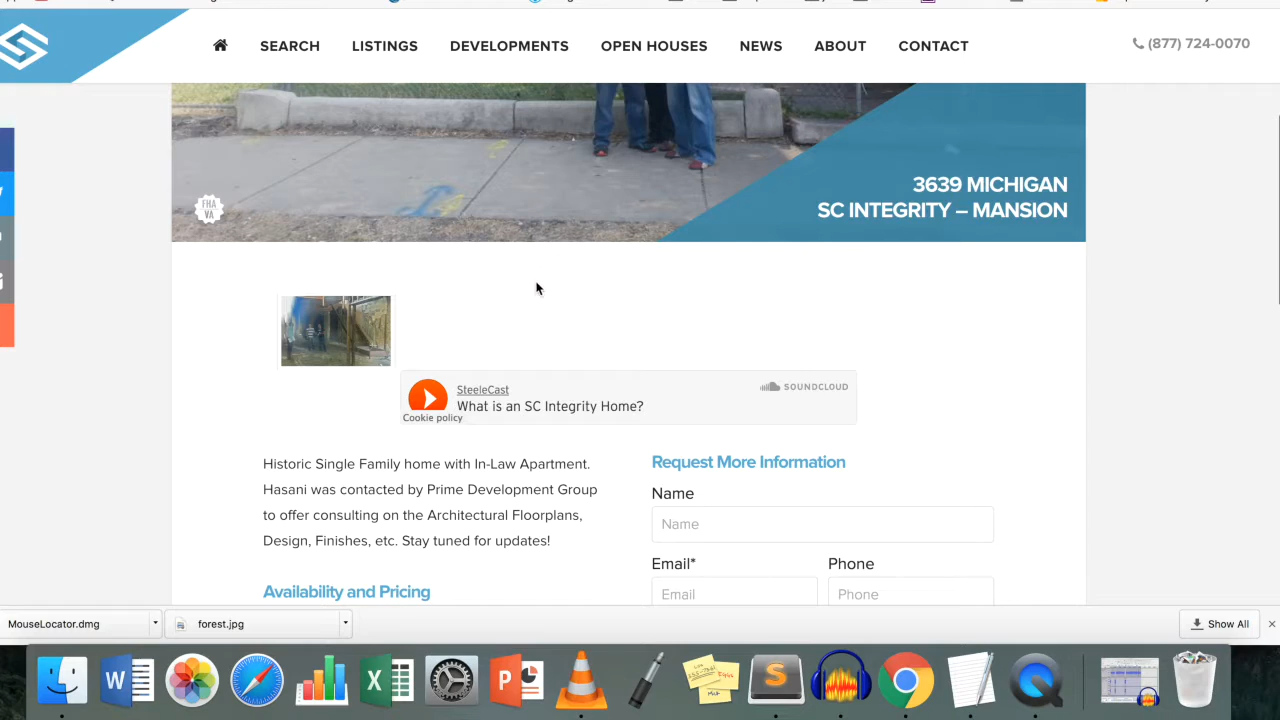 SEARCH
LISTINGS
DEVELOPMENTS
OPEN HOUSES
NEWS
ABOUT
CONTACT
(877) 724-0070
FHA
VA
3639 MICHIGAN
SC INTEGRITY – MANSION
SteeleCast
What is an SC Integrity Home?
SOUNDCLOUD
Cookie policy
Historic Single Family home with In-Law Apartment.
Hasani was contacted by Prime Development Group
to offer consulting on the Architectural Floorplans,
Design, Finishes, etc. Stay tuned for updates!
Availability and Pricing
Request More Information
Name
Name
Email*
Phone
Email
Phone
MouseLocator.dmg
forest.jpg
Show All